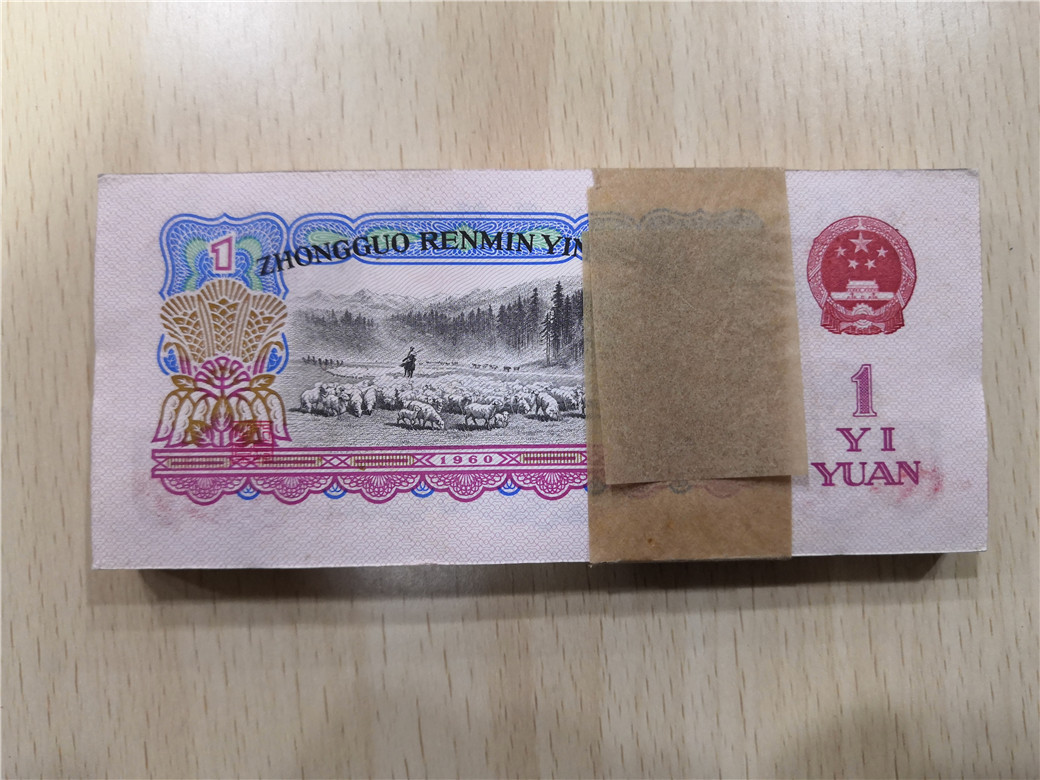 1
ZHONGGUO RENMIN YIN
1960
1
YI
YUAN